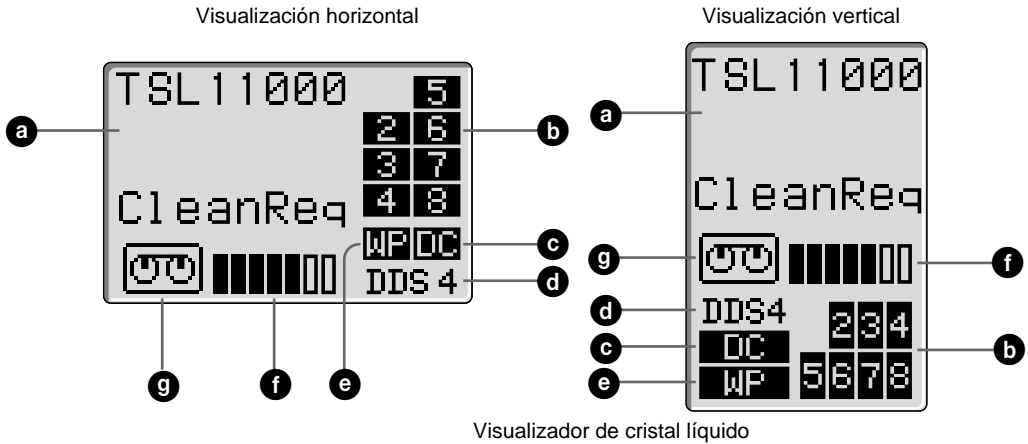 Visualización horizontal
TSL11000
5
2 6
3 7
4 8
CleanReq
WP DC
DDS 4
a
b
c
d
e
f
g
Visualización vertical
TSL11000
CleanReq
DDS4
DC
WP
2 3 4
5 6 7 8
a
g
f
d
c
b
e
Visualizador de cristal líquido